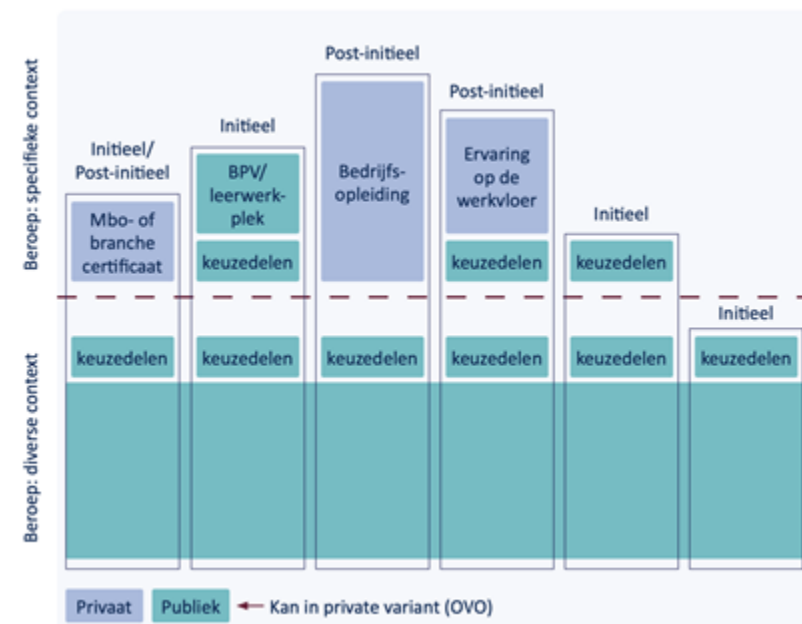 Beroep: specifieke context
Beroep: diverse context
Initieel/
Post-initieel
Mbo- of
branche
certificaat
keuzedelen
Initieel
BPV/
leerwerk-
plek
keuzedelen
keuzedelen
Post-initieel
Bedrijfs-
opleiding
keuzedelen
Post-initieel
Ervaring
op de
werkvloer
keuzedelen
keuzedelen
Initieel
keuzedelen
keuzedelen
Initieel
keuzedelen
Privaat
Publiek
Kan in private variant (OVO)